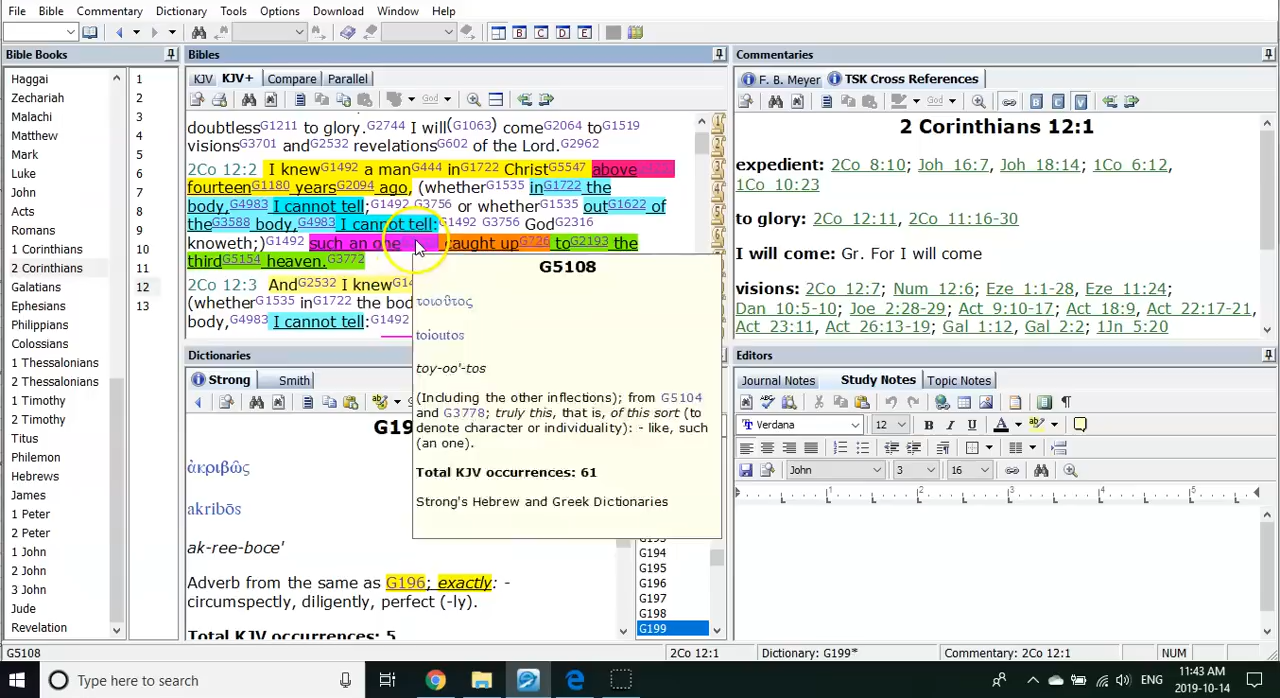 File Bible Commentary Dictionary Tools Options Download Window Help
B C D E
Bible Books
Haggai
Zechariah
Malachi
Matthew
Mark
Luke
John
Acts
Romans
1 Corinthians
2 Corinthians
Galatians
Ephesians
Philippians
Colossians
1 Thessalonians
2 Thessalonians
1 Timothy
2 Timothy
Titus
Philemon
Hebrews
James
1 Peter
2 Peter
1 John
2 John
3 John
Jude
Revelation
1
2
3
4
5
6
7
8
9
10
11
12
13
Bibles
KJV KJV+ Compare Parallel
God
doubtlessG1211 to glory.G2744 I will(G1063) comeG2064 toG1519
visionsG3701 andG2532 revelationsG602 of the Lord.G2962
2Co 12:2 I knewG1492 a manG444 inG1722 ChristG5547 above
fourteenG1180 yearsG2094 ago, (whetherG1535 inG1722 the
body,G4983 I cannot tell;G1492 G3756 or whetherG1535 outG1622 of
theG3588 body,G4983 I cannot tell:G1492 G3756 GodG2316
knoweth;)G1492 such an one caught upG726 toG2193 the
thirdG5154 heaven.G3772
2Co 12:3 AndG2532 I knewG14
(whetherG1535 inG1722 the bod
body,G4983 I cannot tell:G1492
G5108
τοιοῦτος
toioutos
toy-oo'-tos
(Including the other inflections); from G5104
and G3778; truly this, that is, of this sort (to
denote character or individuality): - like, such
(an one).
Total KJV occurrences: 61
Strong's Hebrew and Greek Dictionaries
Dictionaries
Strong Smith
G19
ἀκριβῶς
akribōs
ak-ree-boce'
Adverb from the same as G196; exactly: -
circumspectly, diligently, perfect (-ly).
Total KJV occurrences: 5
G193
G194
G195
G196
G197
G198
G199
Commentaries
F. B. Meyer TSK Cross References
God B C V
2 Corinthians 12:1
expedient: 2Co 8:10; Joh 16:7, Joh 18:14; 1Co 6:12,
1Co 10:23
to glory: 2Co 12:11, 2Co 11:16-30
I will come: Gr. For I will come
visions: 2Co 12:7; Num 12:6; Eze 1:1-28, Eze 11:24;
Dan 10:5-10; Joe 2:28-29; Act 9:10-17; Act 18:9, Act 22:17-21,
Act 23:11, Act 26:13-19; Gal 1:12, Gal 2:2; 1Jn 5:20
Editors
Journal Notes Study Notes Topic Notes
Verdana 12 B I U A
John 3 16
1 2 3 4 5
G5108 2Co 12:1 Dictionary: G199* Commentary: 2Co 12:1 NUM
Type here to search
ENG
11:43 AM
2019-10-14